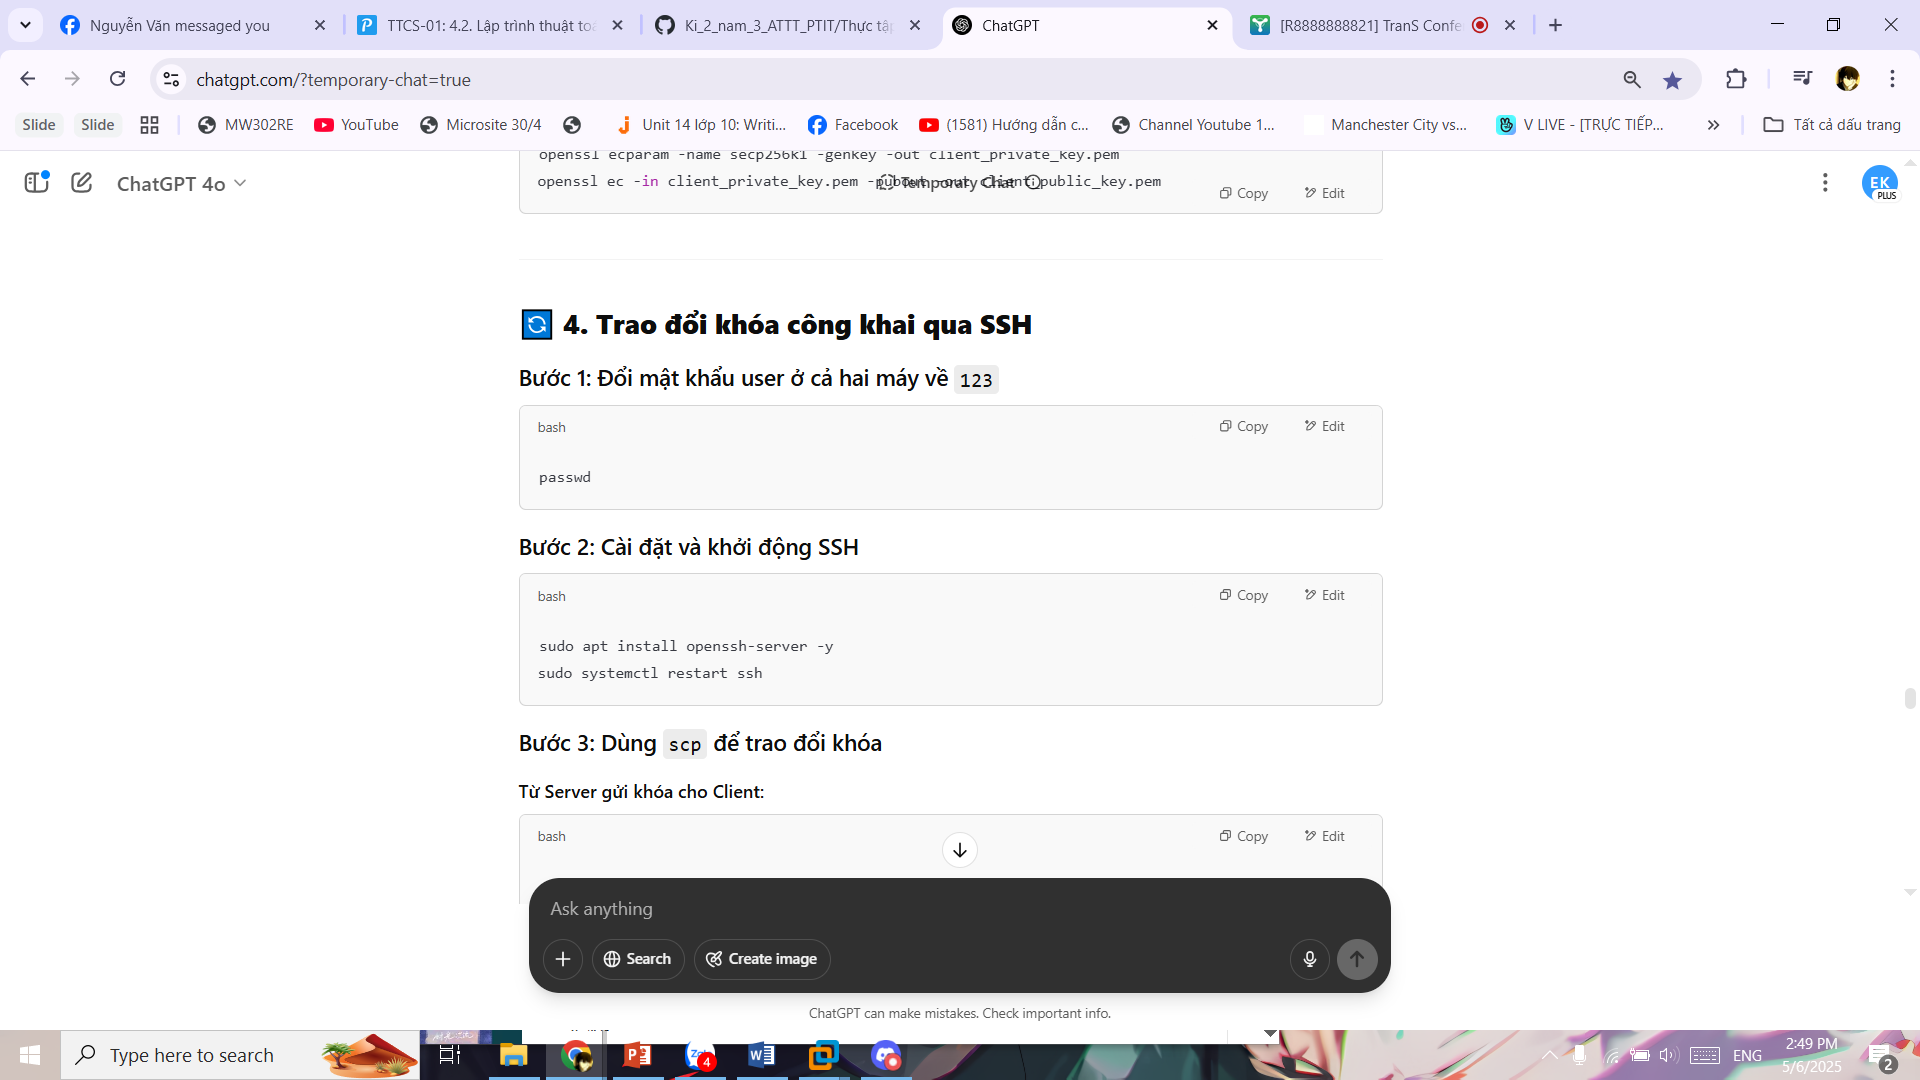 Nguyễn Văn messaged you
TTCS-01: 4.2. Lập trình thuật toá
Ki_2_nam_3_ATTT_PTIT/Thực tập
ChatGPT
[R8888888821] TranS Confe
chatgpt.com/?temporary-chat=true
Slide
Slide
MW302RE
YouTube
Microsite 30/4
Unit 14 lớp 10: Writi...
Facebook
(1581) Hướng dẫn c...
Channel Youtube 1...
Manchester City vs...
V LIVE - [TRỰC TIẾP...
Tất cả dấu trang
ChatGPT 4o
Temporary Chat
EK
PLUS
openssl ecparam -name secp256k1 -genkey -out client_private_key.pem
openssl ec -in client_private_key.pem -pubout -out client_public_key.pem
Copy
Edit
4. Trao đổi khóa công khai qua SSH
Bước 1: Đổi mật khẩu user ở cả hai máy về 123
bash
Copy
Edit
passwd
Bước 2: Cài đặt và khởi động SSH
bash
Copy
Edit
sudo apt install openssh-server -y
sudo systemctl restart ssh
Bước 3: Dùng scp để trao đổi khóa
Từ Server gửi khóa cho Client:
bash
Copy
Edit
Ask anything
Search
Create image
ChatGPT can make mistakes. Check important info.
Type here to search
4
ENG
2:49 PM
5/6/2025
2